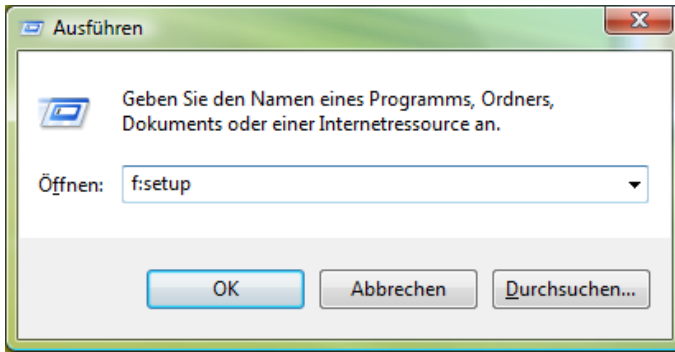 Ausführen
Geben Sie den Namen eines Programms, Ordners,
Dokuments oder einer Internetressource an.
Öffnen: f:setup
OK Abbrechen Durchsuchen...